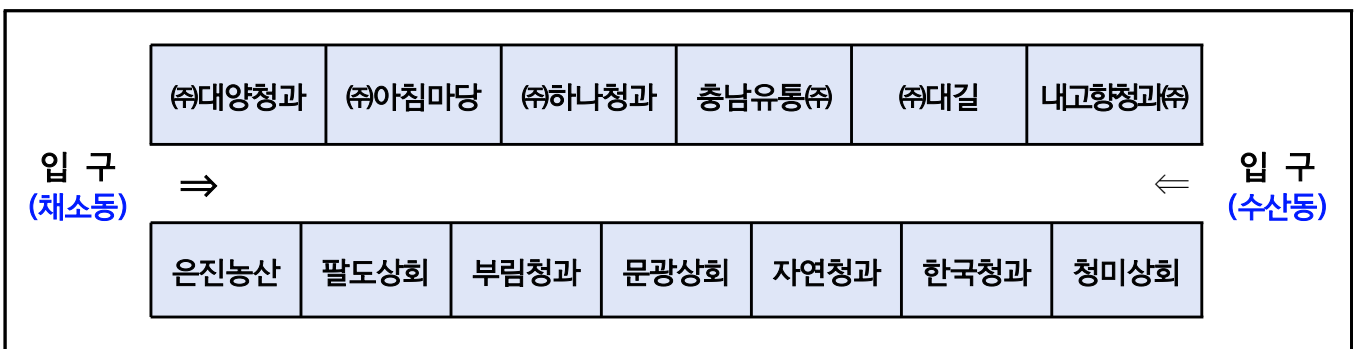 ㈜대양청과 ㈜아침마당 ㈜하나청과 충남유통㈜ ㈜대길 내고향청과㈜
입 구 ⇒ ⇐ 입 구
(채소동) (수산동)
은진농산 팔도상회 부림청과 문광상회 자연청과 한국청과 청미상회